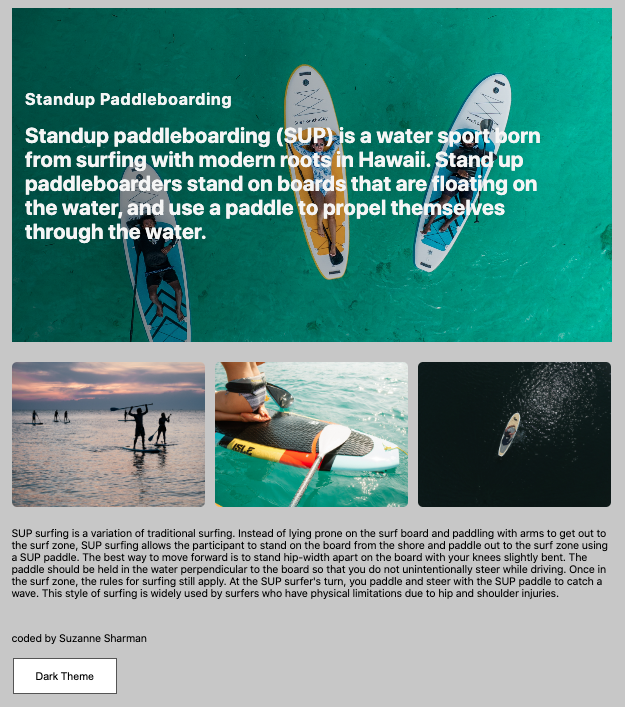 Standup Paddleboarding
Standup paddleboarding (SUP) is a water sport born
from surfing with modern roots in Hawaii. Stand up
paddleboarders stand on boards that are floating on
the water, and use a paddle to propel themselves
through the water.
ISLE
SUP surfing is a variation of traditional surfing. Instead of lying prone on the surf board and paddling with arms to get out to
the surf zone, SUP surfing allows the participant to stand on the board from the shore and paddle out to the surf zone using
a SUP paddle. The best way to move forward is to stand hip-width apart on the board with your knees slightly bent. The
paddle should be held in the water perpendicular to the board so that you do not unintentionally steer while driving. Once in
the surf zone, the rules for surfing still apply. At the SUP surfer's turn, you paddle and steer with the SUP paddle to catch a
wave. This style of surfing is widely used by surfers who have physical limitations due to hip and shoulder injuries.
coded by Suzanne Sharman
Dark Theme